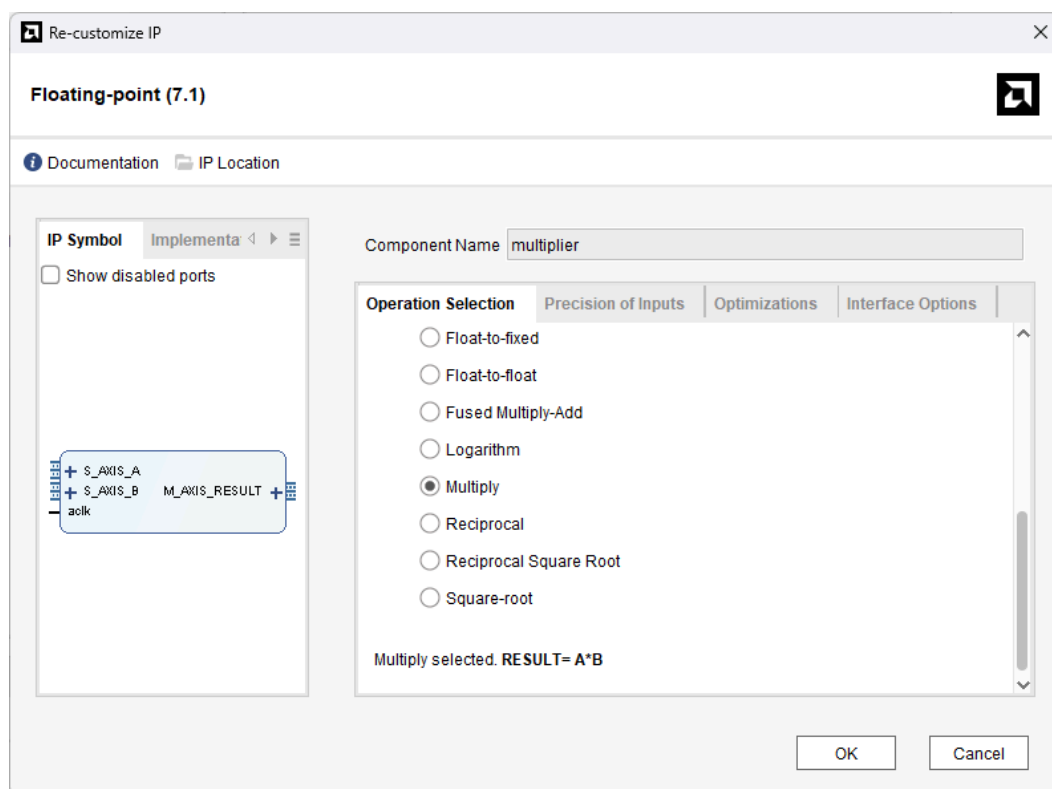 Re-customize IP
Floating-point (7.1)
Documentation IP Location
IP Symbol
Show disabled ports
S_AXIS_A
S_AXIS_B M_AXIS_RESULT
aclk
Component Name multiplier
Operation Selection Precision of Inputs Optimizations Interface Options
Float-to-fixed
Float-to-float
Fused Multiply-Add
Logarithm
Multiply
Reciprocal
Reciprocal Square Root
Square-root
Multiply selected. RESULT= A*B
OK Cancel